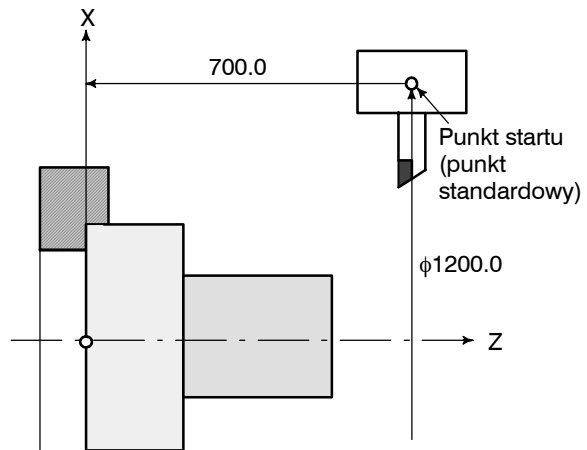 X
700.0
Punkt startu
(punkt
standardowy)
ϕ1200.0
Z